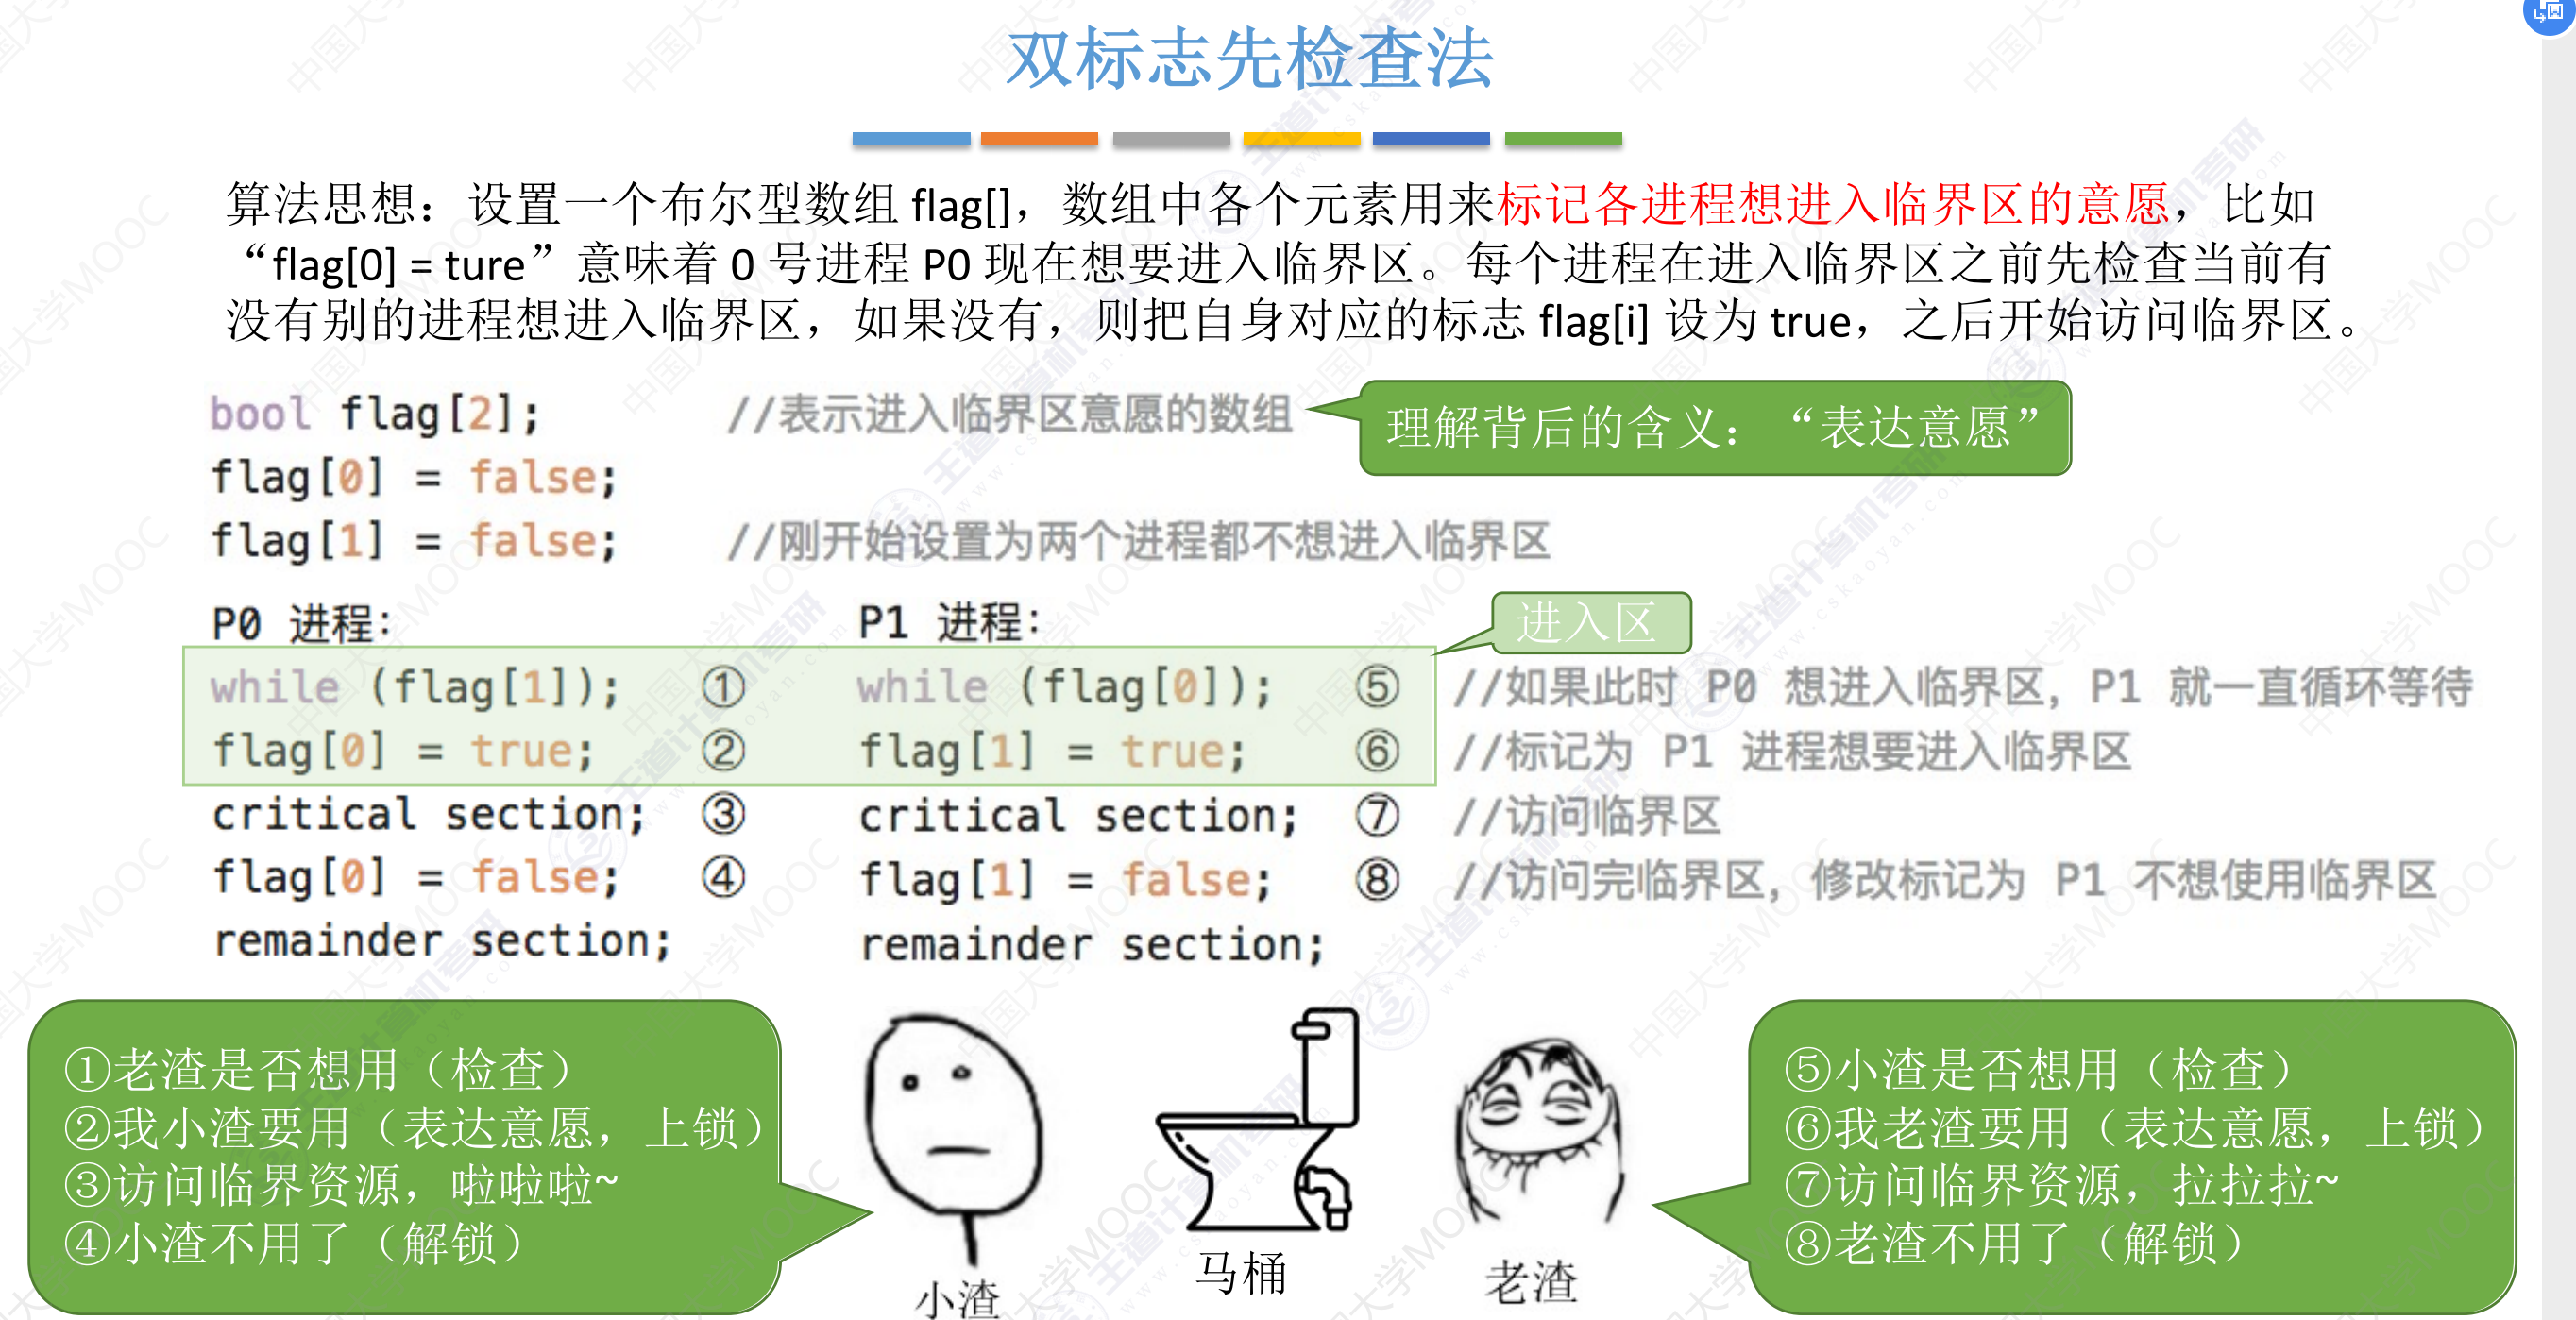 双标志先检查法
算法思想：设置一个布尔型数组 flag[]，数组中各个元素用来标记各进程想进入临界区的意愿，比如
“flag[0] = ture”意味着 0 号进程 P0 现在想要进入临界区。每个进程在进入临界区之前先检查当前有
没有别的进程想进入临界区，如果没有，则把自身对应的标志 flag[i] 设为 true，之后开始访问临界区。
bool flag[2]; //表示进入临界区意愿的数组
理解背后的含义：“表达意愿”
flag[0] = false;
flag[1] = false; //刚开始设置为两个进程都不想进入临界区
P0 进程： P1 进程：
进入区
while (flag[1]); ① while (flag[0]); ⑤ //如果此时 P0 想进入临界区，P1 就一直循环等待
flag[0] = true; ② flag[1] = true; ⑥ //标记为 P1 进程想要进入临界区
critical section; ③ critical section; ⑦ //访问临界区
flag[0] = false; ④ flag[1] = false; ⑧ //访问完临界区，修改标记为 P1 不想使用临界区
remainder section; remainder section;
①老渣是否想用（检查）
②我小渣要用（表达意愿，上锁）
③访问临界资源，啦啦啦~
④小渣不用了（解锁）
小渣
马桶
老渣
⑤小渣是否想用（检查）
⑥我老渣要用（表达意愿，上锁）
⑦访问临界资源，拉拉拉~
⑧老渣不用了（解锁）
中国大学MOOC
王道计算机考研
www.cskaoyan.com